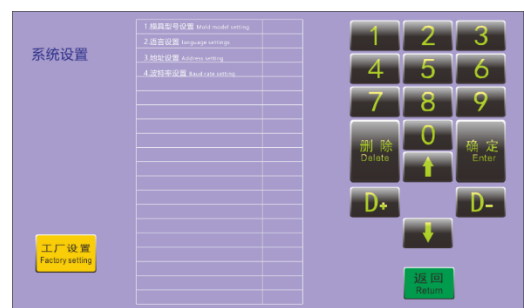 系统设置
1.模具型号设置 Mold model setting
2.语言设置 language settings
3.地址设置 Address setting
4.波特率设置 Baud rate setting
1 2 3
4 5 6
7 8 9
删除 0 确定
Delete Enter
D+ D-
工厂设置
Factory setting
返回
Return